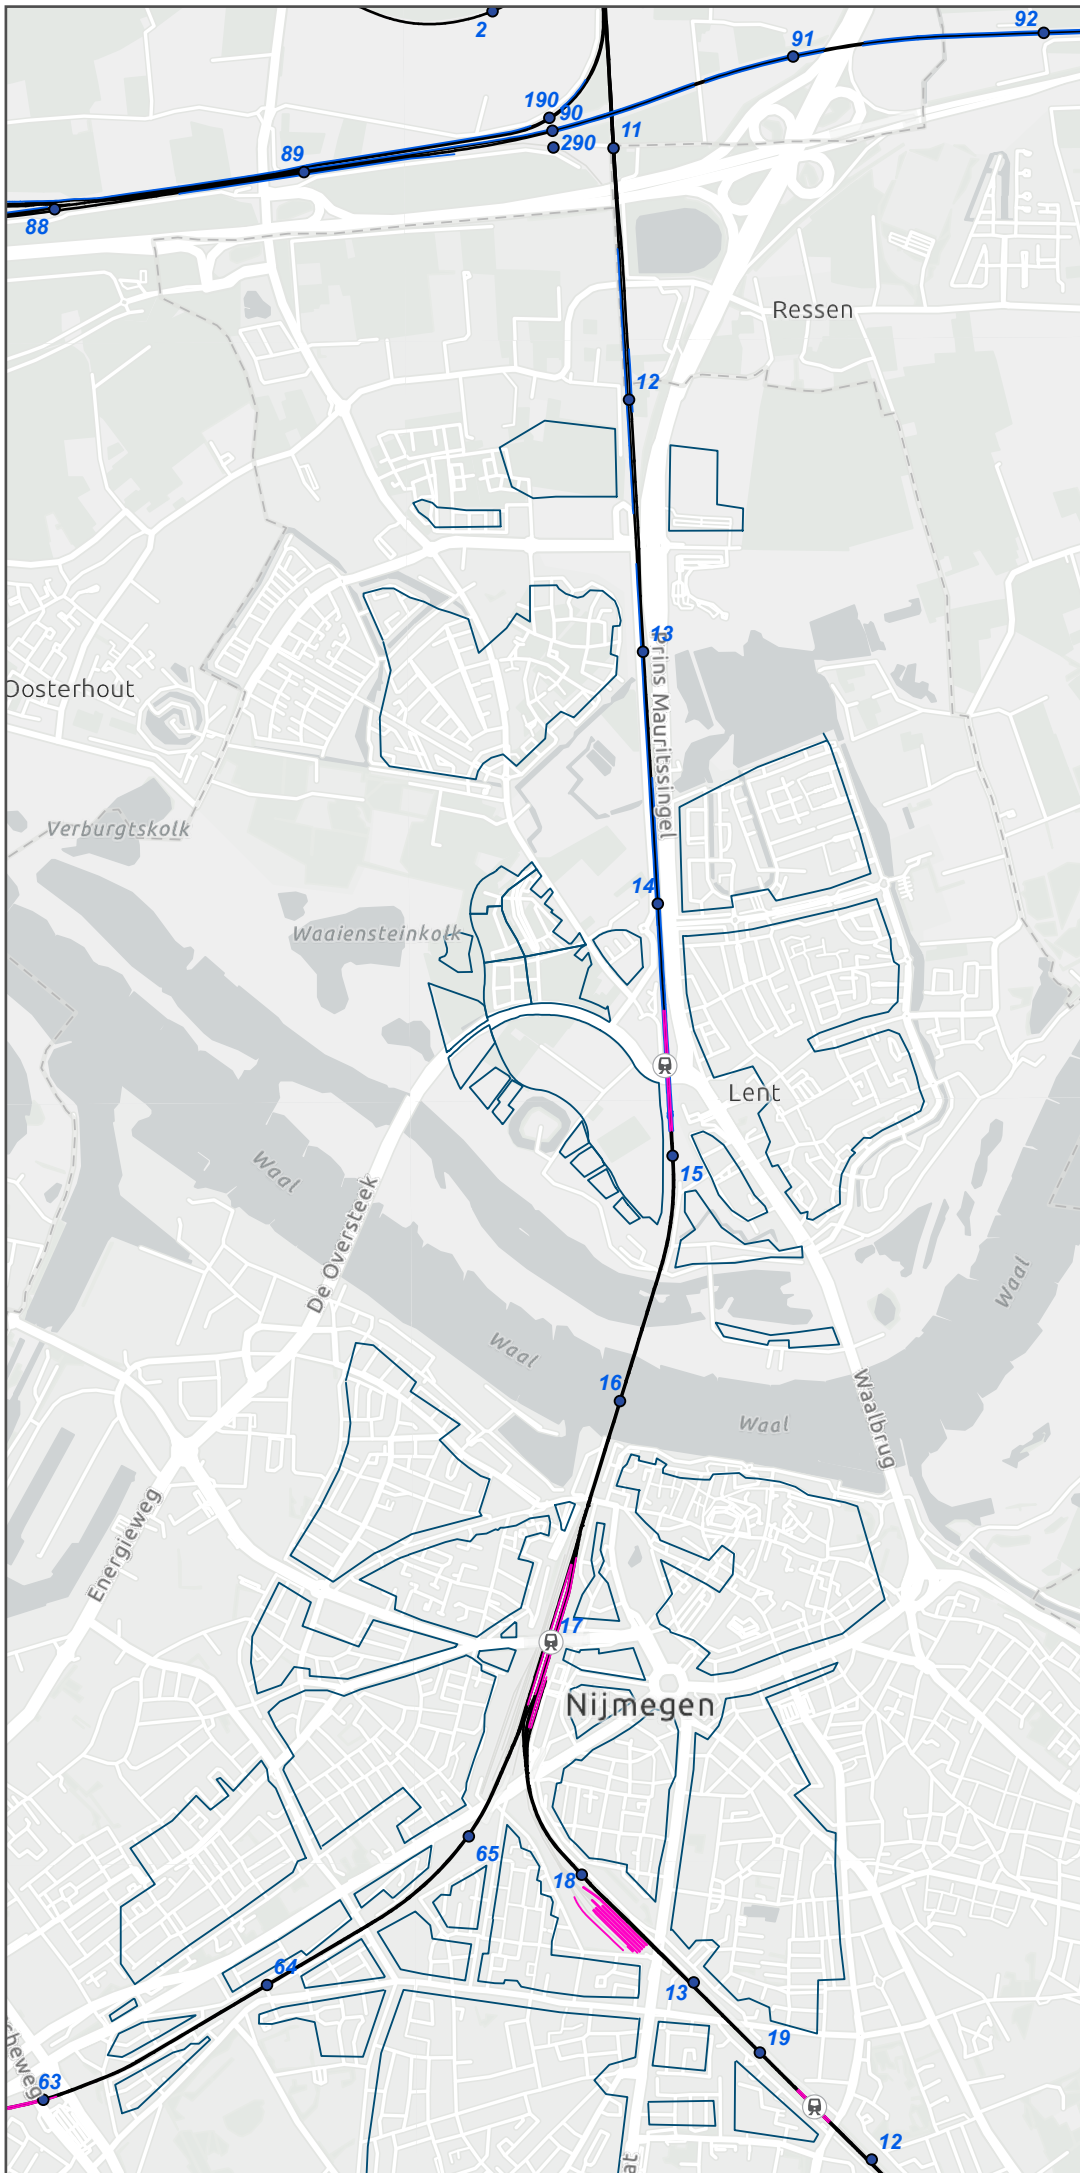 2
92
91
190
90
11
290
89
88
Ressen
12
13
Prins Mauritssingel
Oosterhout
Verburgtskolk
14
Waaiensteinkolk
Lent
15
Waal
De Oversteek
Waal
Waal
16
Waal
Waalbrug
Energieweg
17
Nijmegen
65
18
64
13
19
63
12